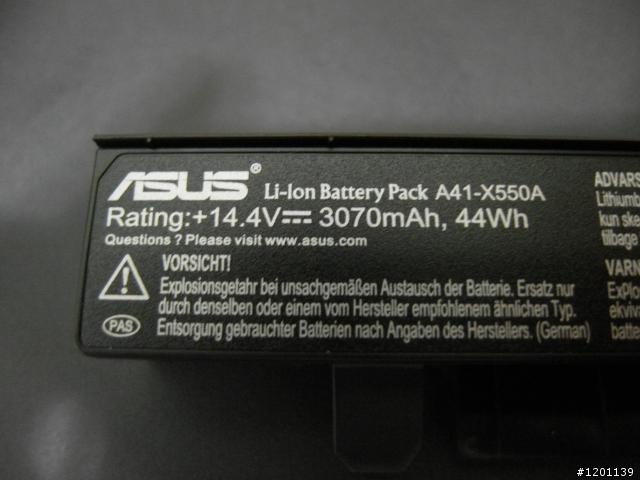 ASUS® Li-Ion Battery Pack A41-X550A
Rating:+14.4V⎓ 3070mAh, 44Wh
Questions ? Please visit www.asus.com
VORSICHT!
Explosionsgefahr bei unsachgemäßen Austausch der Batterie. Ersatz nur
durch denselben oder einem vom Hersteller empfohlenem ähnlichen Typ.
Entsorgung gebrauchter Batterien nach Angaben des Herstellers. (German)
PAS
ADVARS
Lithiumb
kun ske
tilbage
VARN
Explo
ekviva
batte
#1201139